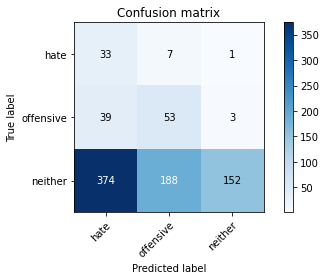 Confusion matrix
True label
hate 33 7 1
offensive 39 53 3
neither 374 188 152
hate offensive neither
Predicted label
350
300
250
200
150
100
50